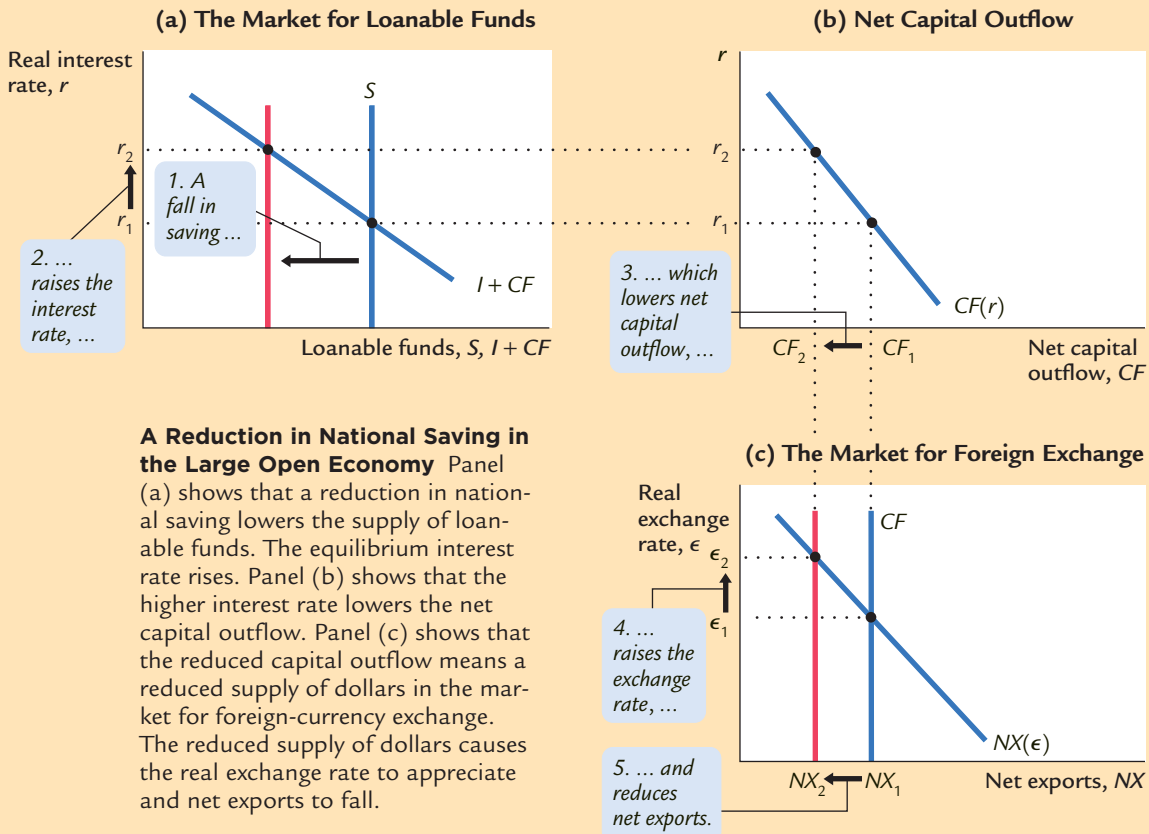 (a) The Market for Loanable Funds
Real interest
rate, r
S
r2
r1
1. A
fall in
saving ...
2. ...
raises the
interest
rate, ...
I + CF
Loanable funds, S, I + CF
(b) Net Capital Outflow
r
r2
r1
3. ... which
lowers net
capital
outflow, ...
CF(r)
CF2
CF1
Net capital
outflow, CF
A Reduction in National Saving in
the Large Open Economy Panel
(a) shows that a reduction in nation-
al saving lowers the supply of loan-
able funds. The equilibrium interest
rate rises. Panel (b) shows that the
higher interest rate lowers the net
capital outflow. Panel (c) shows that
the reduced capital outflow means a
reduced supply of dollars in the mar-
ket for foreign-currency exchange.
The reduced supply of dollars causes
the real exchange rate to appreciate
and net exports to fall.
(c) The Market for Foreign Exchange
Real
exchange
rate, ϵ
ϵ2
ϵ1
CF
4. ...
raises the
exchange
rate, ...
NX(ϵ)
5. ... and
reduces
net exports.
NX2
NX1
Net exports, NX